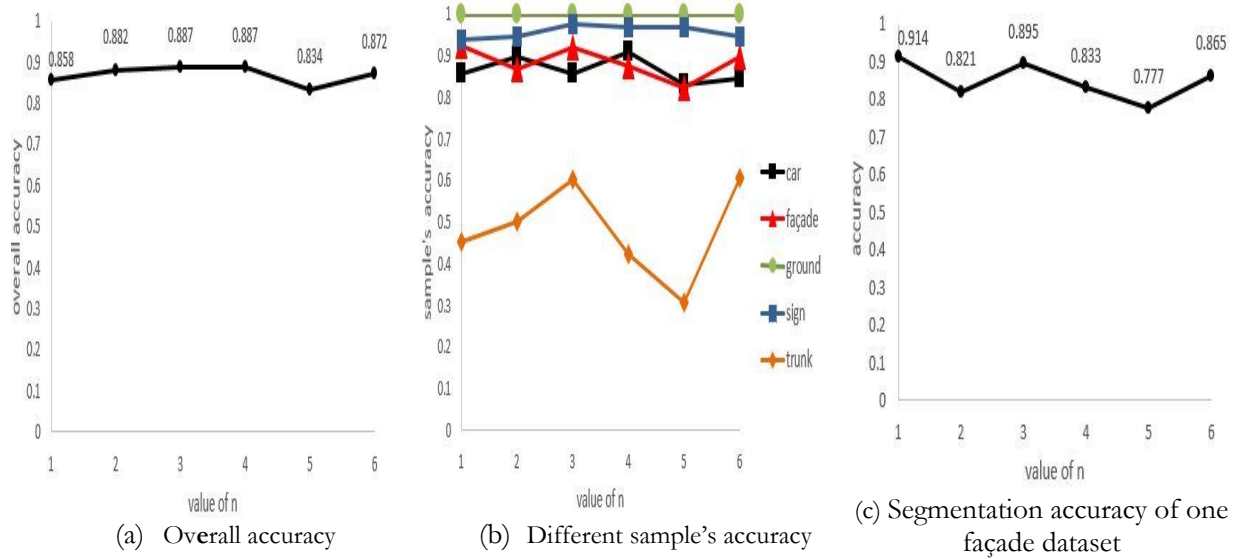 1
0.9
0.8
0.7
0.6
0.5
0.4
0.3
0.2
0.1
0
overall accuracy
0.858
0.882
0.887
0.887
0.834
0.872
1 2 3 4 5 6
value of n
(a) Overall accuracy
1
0.9
0.8
0.7
0.6
0.5
0.4
0.3
0.2
0.1
0
sample's accuracy
car
façade
ground
sign
trunk
1 2 3 4 5 6
value of n
(b) Different sample's accuracy
1
0.9
0.8
0.7
0.6
0.5
0.4
0.3
0.2
0.1
0
accuracy
0.914
0.821
0.895
0.833
0.777
0.865
1 2 3 4 5 6
value of n
(c) Segmentation accuracy of one
façade dataset